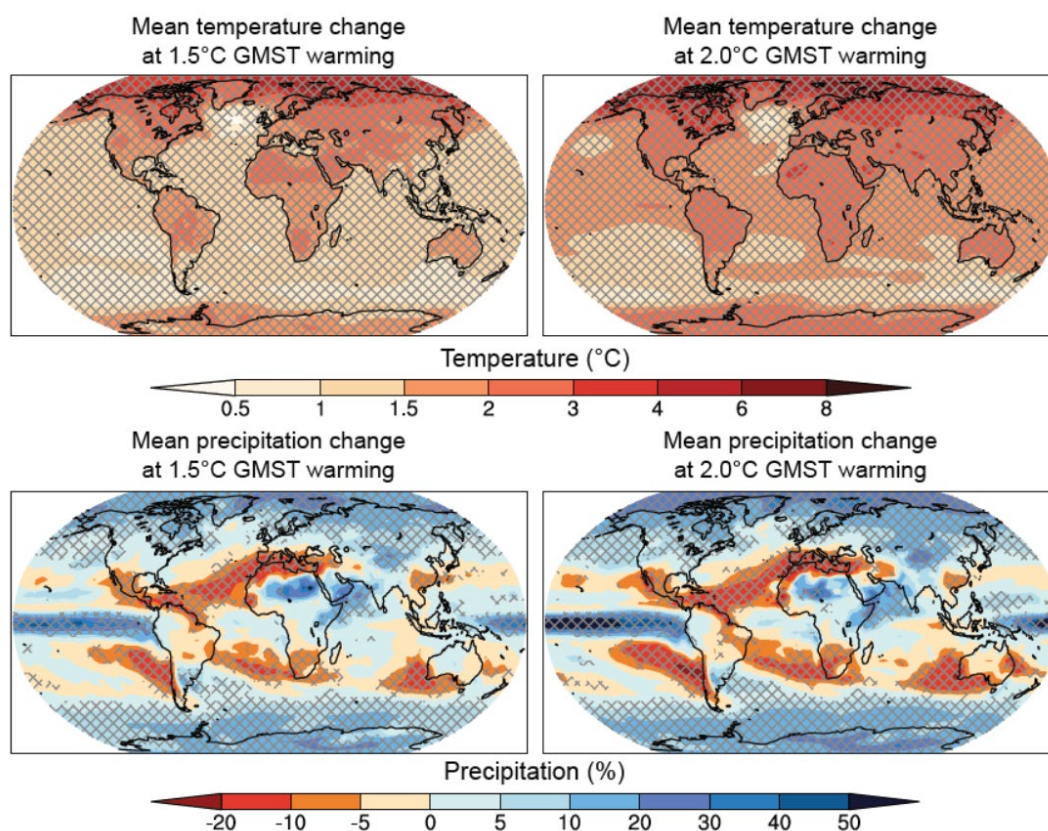 Mean temperature change
at 1.5°C GMST warming
Mean temperature change
at 2.0°C GMST warming
Temperature (°C)
0.5 1 1.5 2 3 4 6 8
Mean precipitation change
at 1.5°C GMST warming
Mean precipitation change
at 2.0°C GMST warming
Precipitation (%)
-20 -10 -5 0 5 10 20 30 40 50